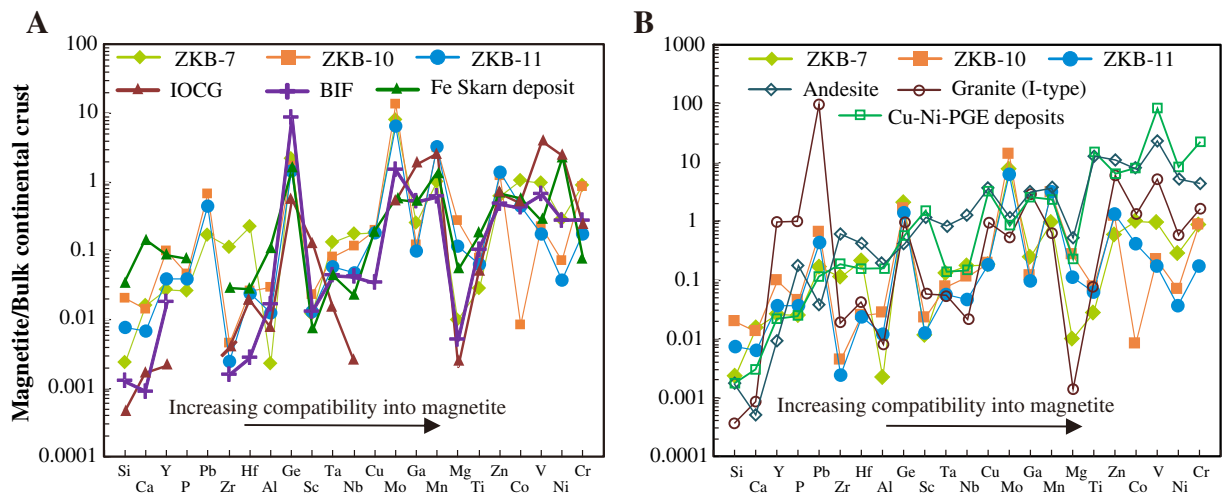 A
Magnetite/Bulk continental crust
100
10
1
0.1
0.01
0.001
0.0001
ZKB-7
ZKB-10
ZKB-11
IOCG
BIF
Fe Skarn deposit
Increasing compatibility into magnetite
Si Ca Y P Pb Zr Hf Al Ge Sc Ta Nb Cu Mo Ga Mn Mg Ti Zn Co V Ni Cr
B
1000
100
10
1
0.1
0.01
0.001
0.0001
ZKB-7
ZKB-10
ZKB-11
Andesite
Granite (I-type)
Cu-Ni-PGE deposits
Increasing compatibility into magnetite
Si Ca Y P Pb Zr Hf Al Ge Sc Ta Nb Cu Mo Ga Mn Mg Ti Zn Co V Ni Cr